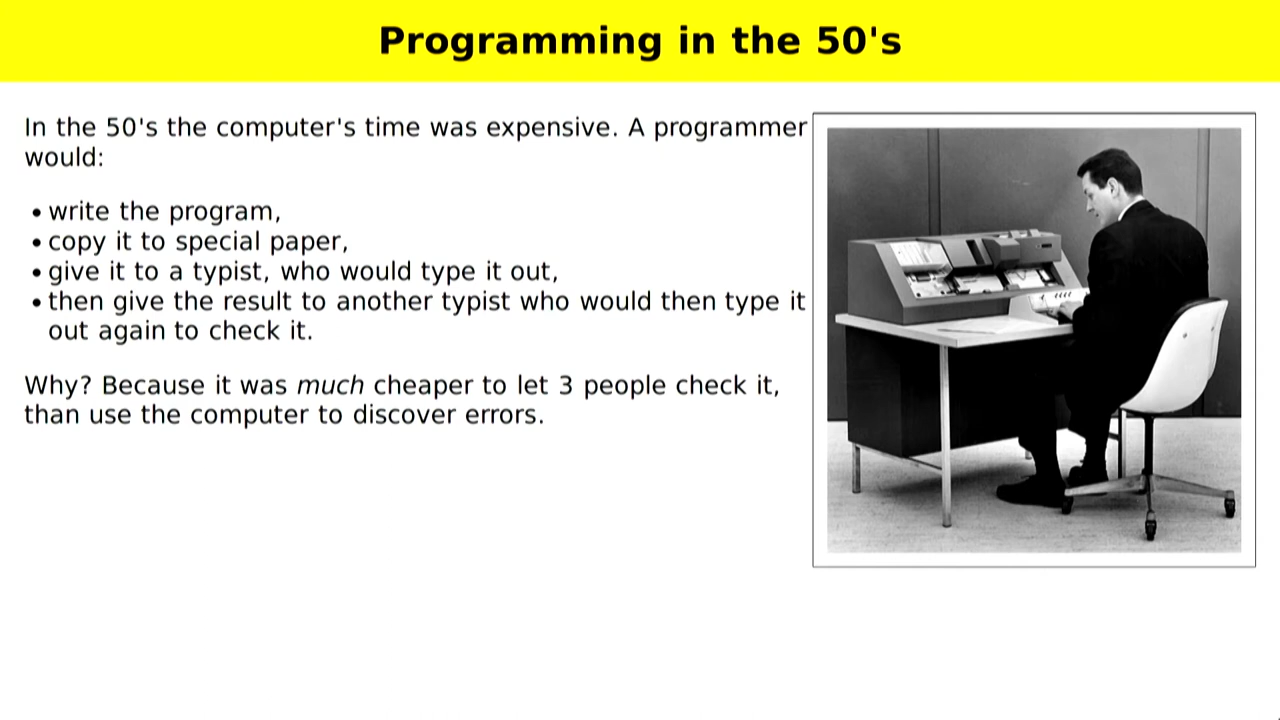 Programming in the 50's
In the 50's the computer's time was expensive. A programmer
would:
• write the program,
• copy it to special paper,
• give it to a typist, who would type it out,
• then give the result to another typist who would then type it
out again to check it.
Why? Because it was much cheaper to let 3 people check it,
than use the computer to discover errors.